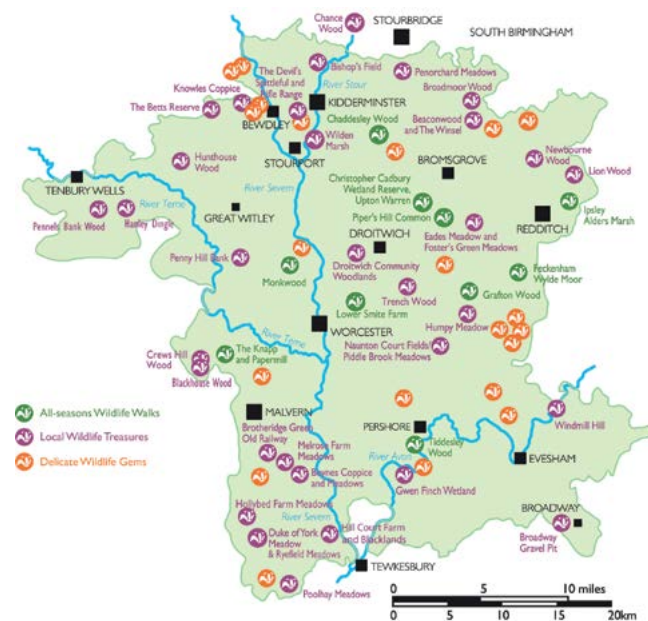 Chance
Wood
STOURBRIDGE
SOUTH BIRMINGHAM
Bishop's Field
Penorchard Meadows
Broadmoor Wood
The Devil's
Spittleful and
Rifle Range
River Stour
Knowles Coppice
The Betts Reserve
KIDDERMINSTER
BEWDLEY
Chaddesley Wood
Beaconwood
and The Winsel
Wilden
Marsh
STOURPORT
BROMSGROVE
Newbourne
Wood
Lion Wood
Hunthouse
Wood
TENBURY WELLS
River Severn
Christopher Cadbury
Wetland Reserve,
Upton Warren
Piper's Hill Common
Ipsley
Alders Marsh
REDDITCH
River Teme
GREAT WITLEY
Pennels
Bank Wood
Hanley Dingle
DROITWICH
Eades Meadow and
Foster's Green Meadows
Penny Hill Bank
Monkwood
Droitwich Community
Woodlands
Feckenham
Wylde Moor
Trench Wood
Grafton Wood
Lower Smite Farm
Humpy Meadow
WORCESTER
River Teme
Naunton Court Fields/
Piddle Brook Meadows
Crews Hill
Wood
The Knapp
and Papermill
Blackhouse Wood
All-seasons Wildlife Walks
Local Wildlife Treasures
Delicate Wildlife Gems
MALVERN
PERSHORE
Windmill Hill
Brotheridge Green
Old Railway
Melrose Farm
Meadows
Tiddesley
Wood
River Avon
EVESHAM
Beynes Coppice
and Meadows
Gwen Finch Wetland
Hollybed Farm Meadows
BROADWAY
River Severn
Duke of York
Meadow
& Ryefield Meadows
Hill Court Farm
and Blacklands
Broadway
Gravel Pit
TEWKESBURY
Poolhay Meadows
0 5 10 miles
0 5 10 15 20km